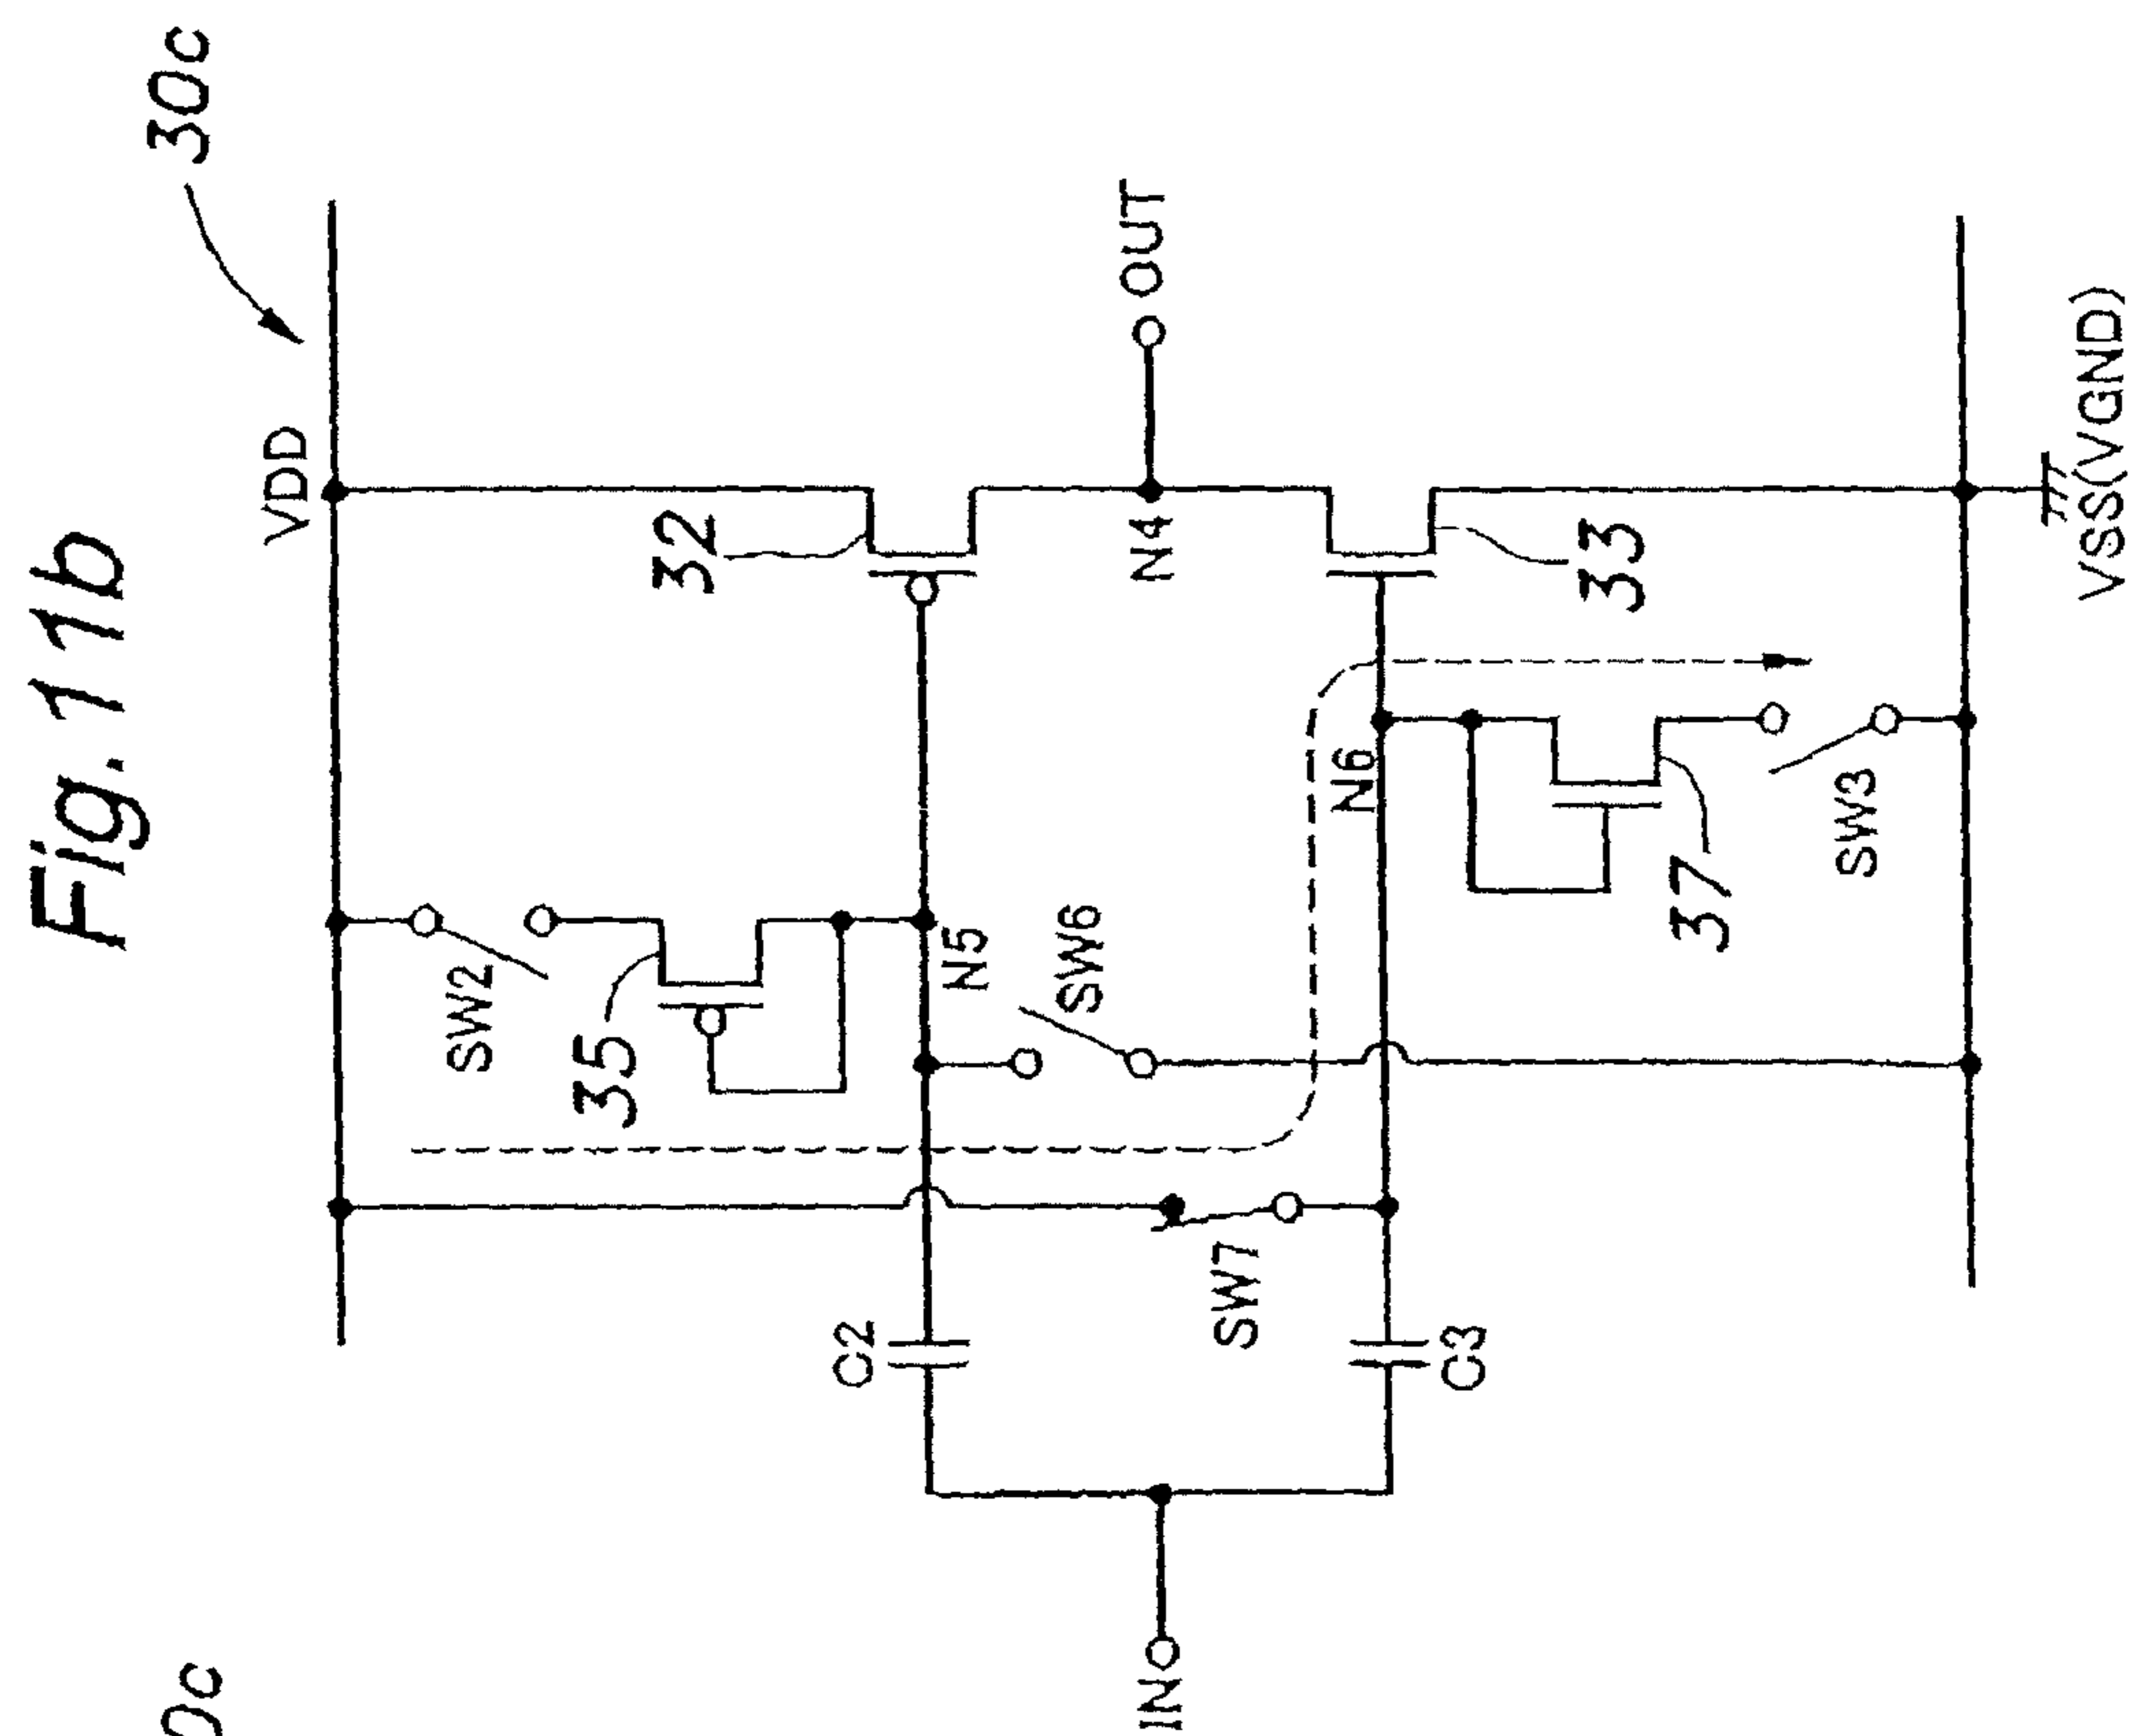 Fig. 11b
30c
VDD
32
OUT
N4
33
VSS(VGND)
SW2
35
N5
SW6
N6
37
SW3
C2
SW7
C3
IN
0c